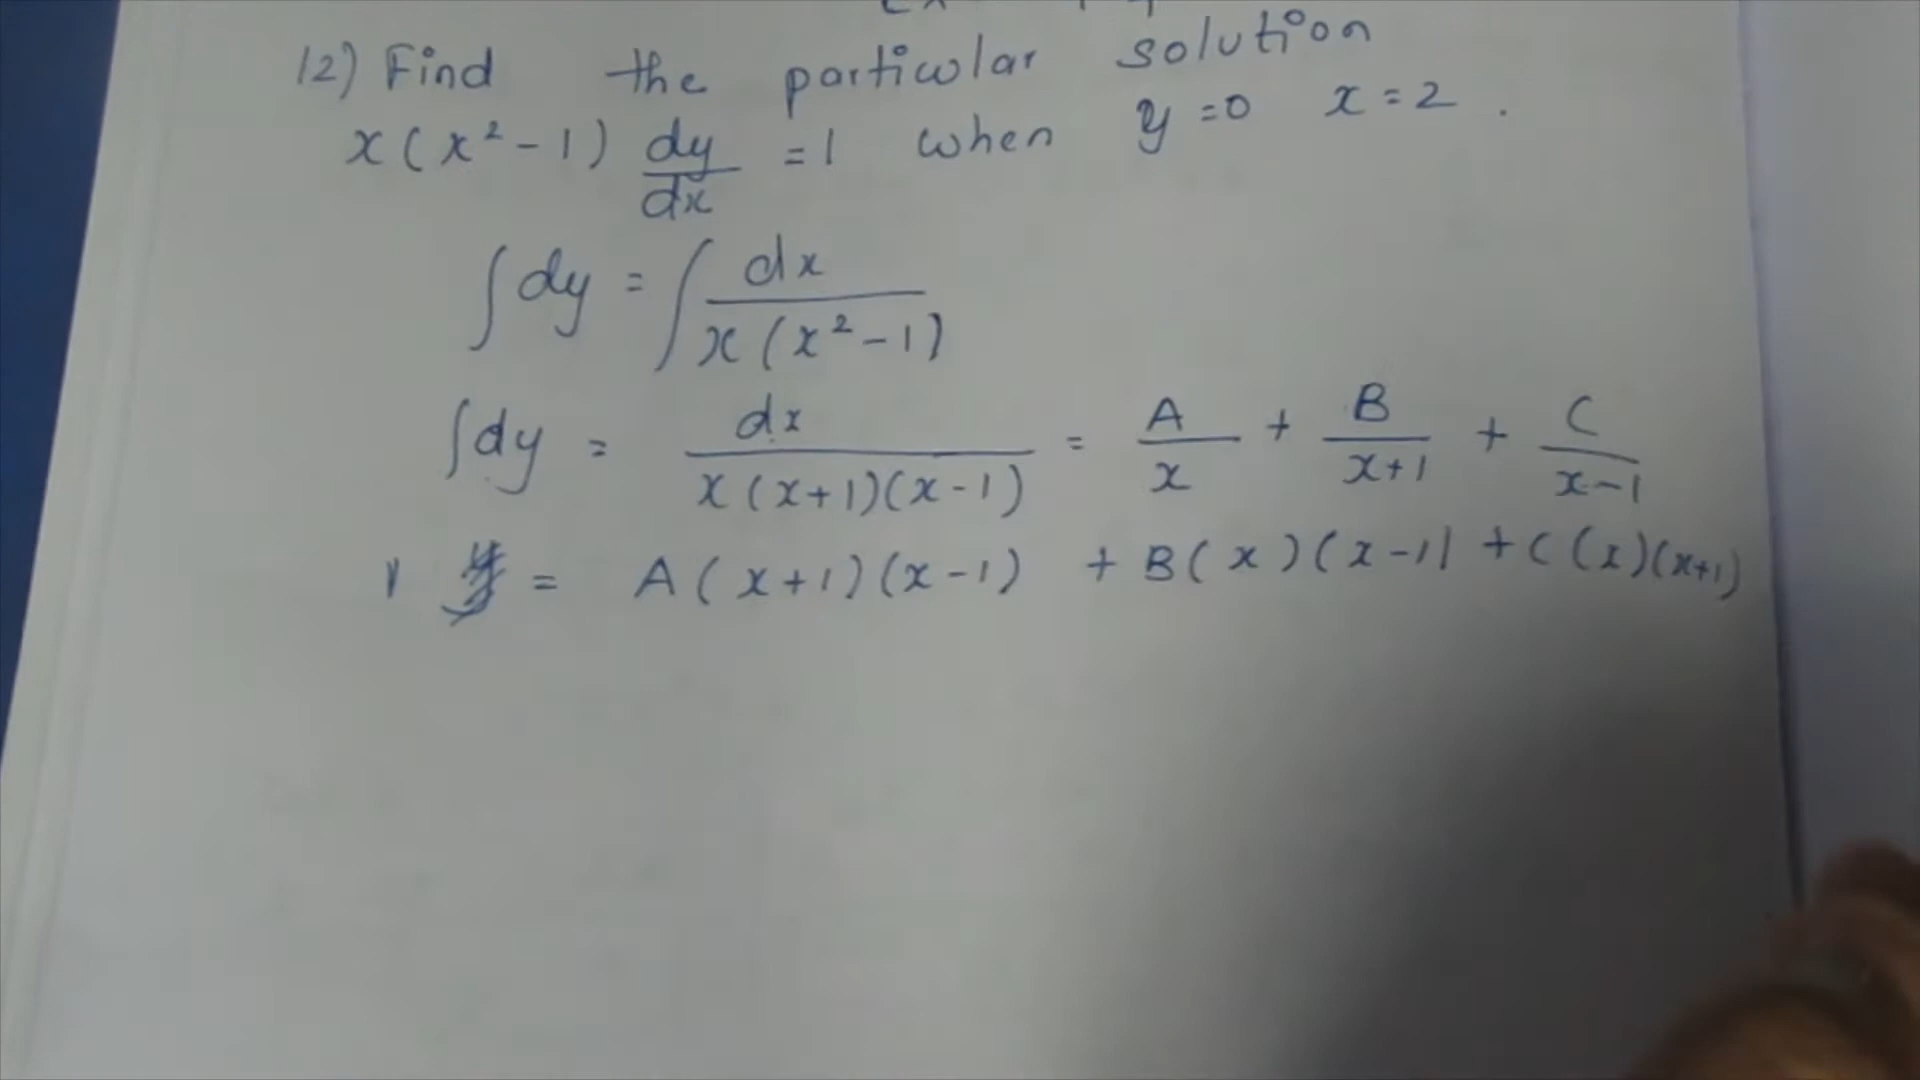 12) Find the particular solution
x(x²-1) dy/dx =1 when y=0 x=2.
∫dy = ∫ dx/x(x²-1)
∫dy = dx/x(x+1)(x-1) = A/x + B/x+1 + C/x-1
1 = A(x+1)(x-1) + B(x)(x-1) + C(x)(x+1)